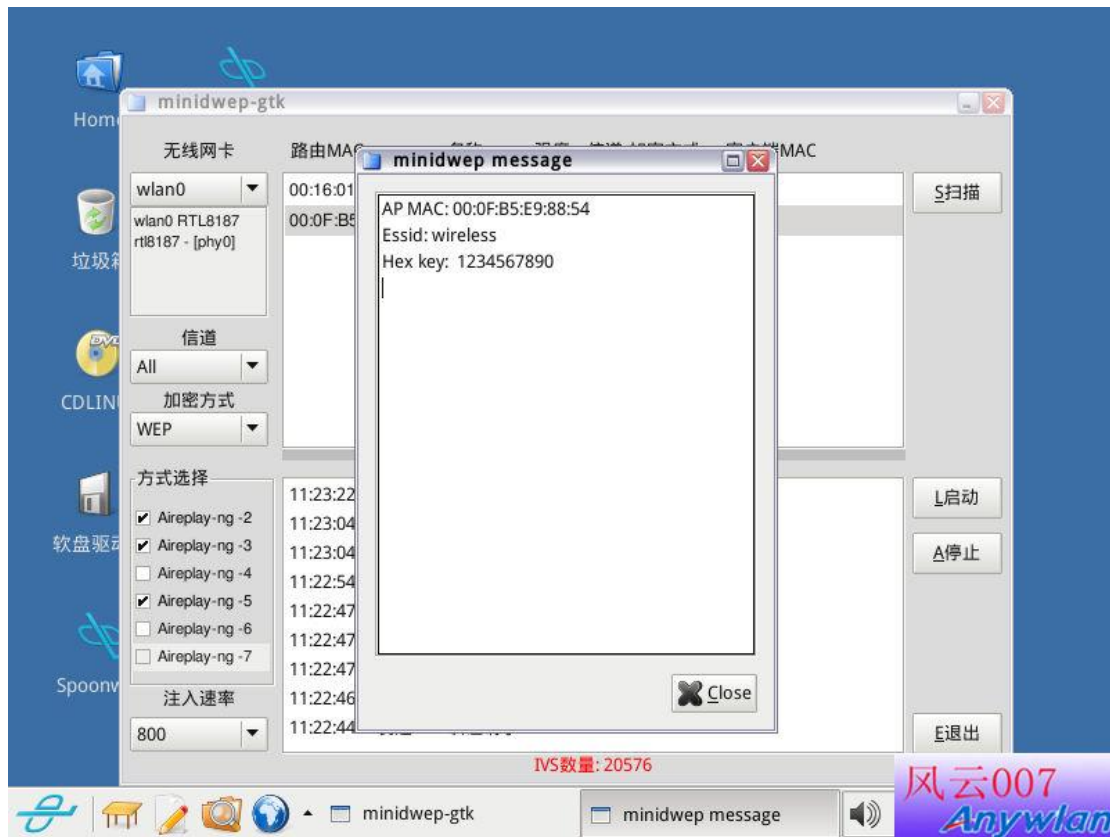 Home
垃圾
CDLIN
软盘驱
Spoonw
minidwep-gtk
无线网卡
wlan0
wlan0 RTL8187
rtl8187 - [phy0]
信道
All
加密方式
WEP
方式选择
Aireplay-ng -2
Aireplay-ng -3
Aireplay-ng -4
Aireplay-ng -5
Aireplay-ng -6
Aireplay-ng -7
注入速率
800
路由MAC
MAC
00:16:01
00:0F:B5
11:23:22
11:23:04
11:23:04
11:22:54
11:22:47
11:22:47
11:22:47
11:22:46
11:22:44
minidwep message
AP MAC: 00:0F:B5:E9:88:54
Essid: wireless
Hex key: 1234567890
Close
S扫描
L启动
A停止
E退出
IVS数量: 20576
minidwep-gtk
minidwep message
风云007
Anywlan